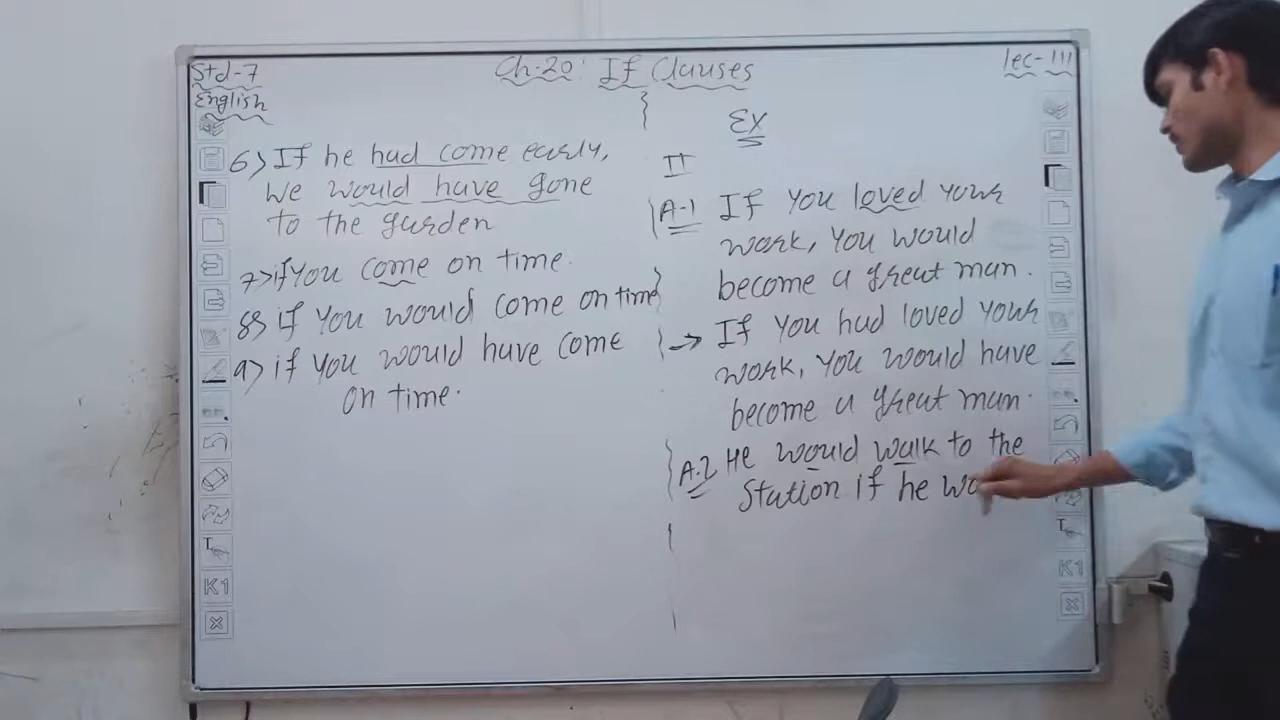 Std-7
English
Ch-20: If Clauses
lec-111
6> If he had come early,
we would have gone
to the garden
7> if you come on time.
8> if you would come on time
9> if you would have come
on time.
Ex
II
A-1 If you loved your
work, you would
become a great man.
→ If you had loved your
work, you would have
become a great man.
A.2 He would walk to the
station if he wa
T
K1
T
K1